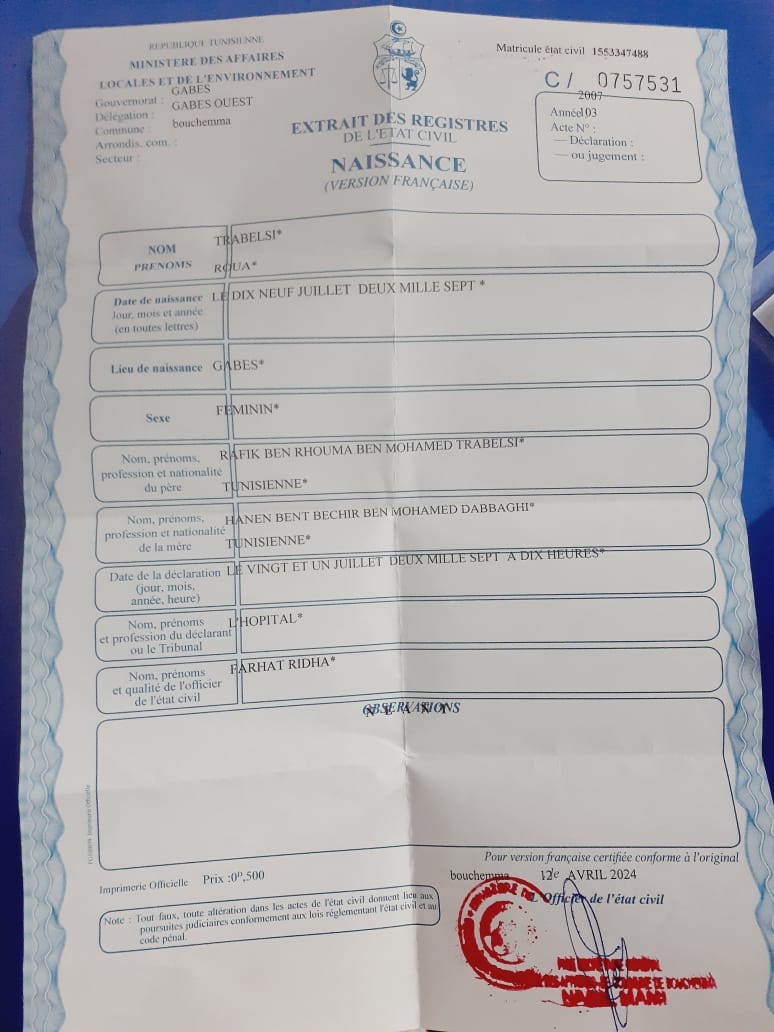 REPUBLIQUE TUNISIENNE
MINISTERE DES AFFAIRES
LOCALES ET DE L'ENVIRONNEMENT
Gouvernorat : GABES
Délégation : GABES OUEST
Commune : bouchemma
Arrondis. com. :
Secteur :
Matricule état civil 1553347488
C / 0757531
2007
Année 103
Acte N° :
— Déclaration :
— ou jugement :
EXTRAIT DES REGISTRES
DE L'ETAT CIVIL
NAISSANCE
(VERSION FRANÇAISE)
NOM TRABELSI*
PRENOMS ROUA*
Date de naissance LE DIX NEUF JUILLET DEUX MILLE SEPT *
Jour, mois et année
(en toutes lettres)
Lieu de naissance GABES*
Sexe FEMININ*
Nom, prénoms, RAFIK BEN RHOUMA BEN MOHAMED TRABELSI*
profession et nationalité
du père TUNISIENNE*
Nom, prénoms, HANEN BENT BECHIR BEN MOHAMED DABBAGHI*
profession et nationalité
de la mère TUNISIENNE*
Date de la déclaration LE VINGT ET UN JUILLET DEUX MILLE SEPT A DIX HEURES*
(jour, mois,
année, heure)
Nom, prénoms L'HOPITAL*
et profession du déclarant
ou le Tribunal
Nom, prénoms FARHAT RIDHA*
et qualité de l'officier
de l'état civil
OBSERVATIONS
N E A N T
Pour version française certifiée conforme à l'original
bouchemma 12 le AVRIL 2024
L'Officier de l'état civil
Imprimerie Officielle Prix :0ᴰ,500
Note : Tout faux, toute altération dans les actes de l'état civil donnent lieu aux
poursuites judiciaires conformement aux lois réglementant l'état civil et au
code pénal.
Imprimerie Officielle
MINISTERE DE
DE BOUCHEMMA